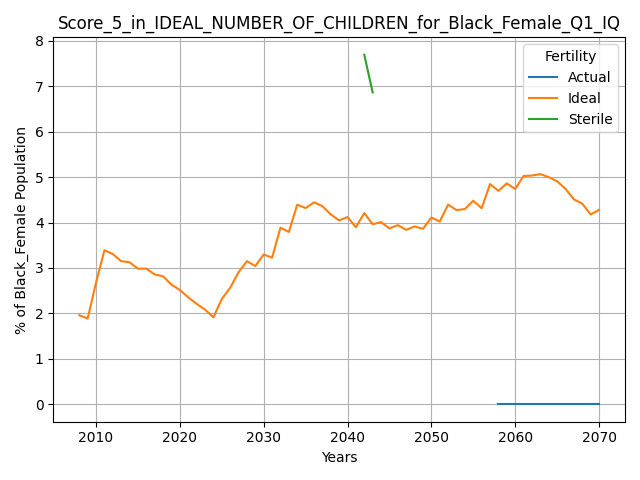 Score_5_in_IDEAL_NUMBER_OF_CHILDREN_for_Black_Female_Q1_IQ
8
7
6
5
4
3
2
1
0
% of Black_Female Population
Fertility
Actual
Ideal
Sterile
2010
2020
2030
2040
2050
2060
2070
Years